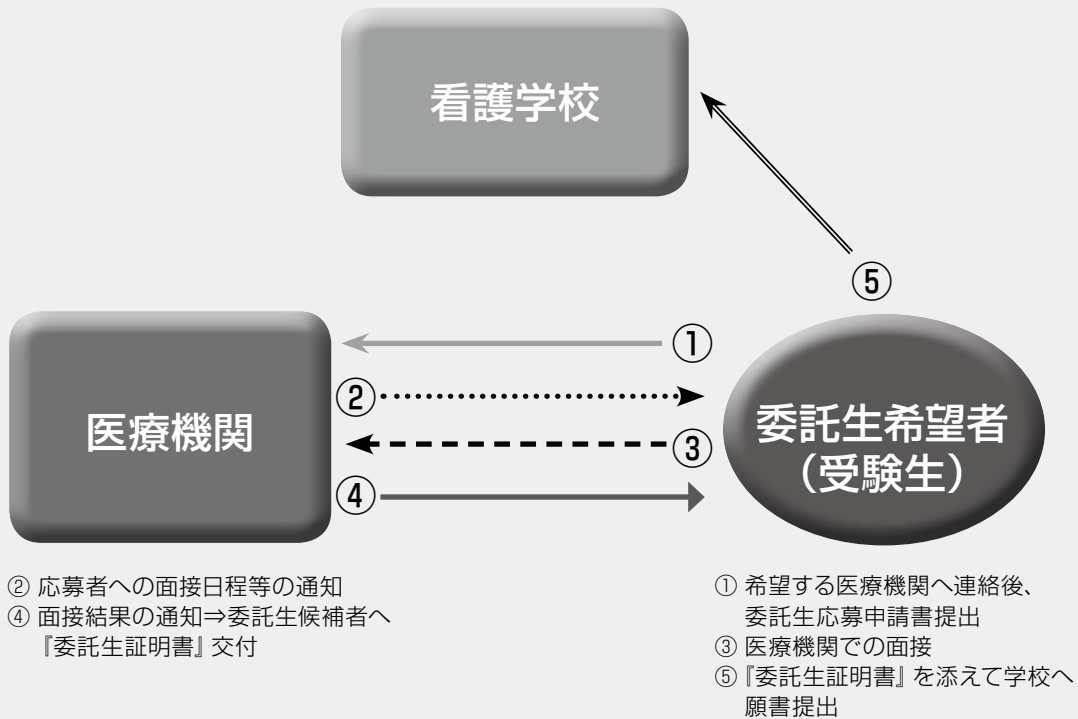 看護学校
⑤
①
②
医療機関
委託生希望者
（受験生）
③
④
② 応募者への面接日程等の通知
④ 面接結果の通知⇒委託生候補者へ
『委託生証明書』交付
① 希望する医療機関へ連絡後、
委託生応募申請書提出
③ 医療機関での面接
⑤『委託生証明書』を添えて学校へ
願書提出